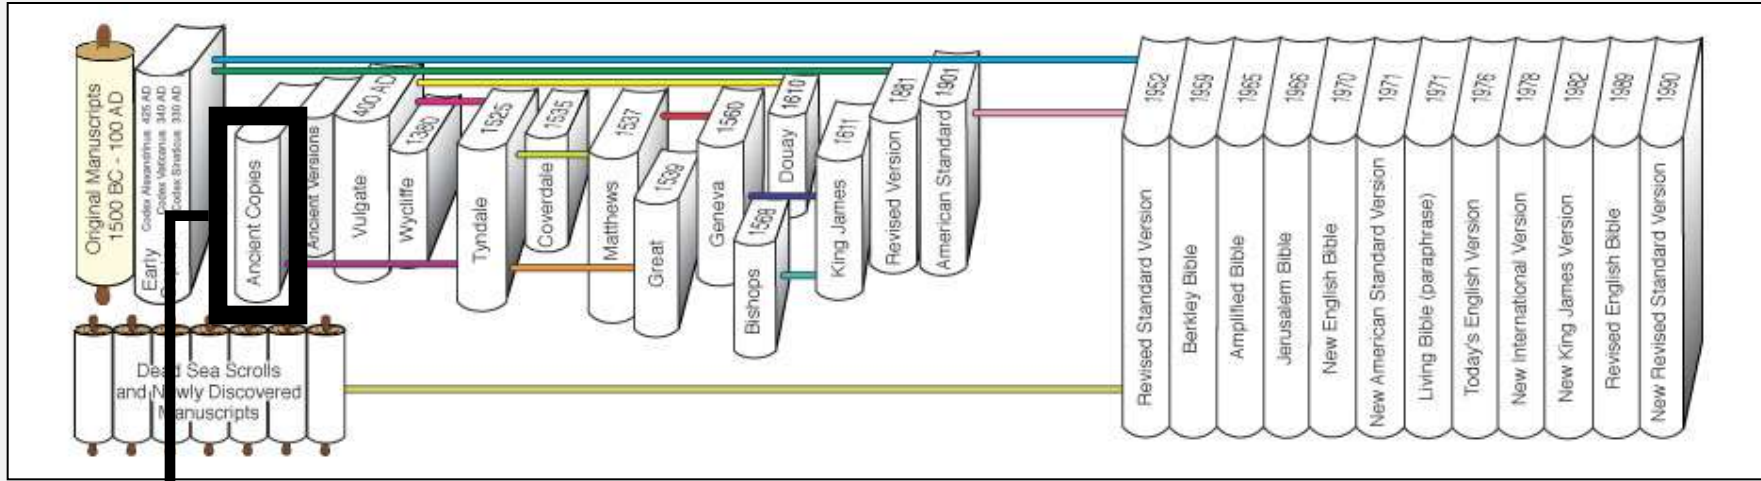 Original Manuscripts
1500 BC - 100 AD
Early
Codex Alexandrius 425 AD
Codex Vaticanus 340 AD
Codex Sinaticus 330 AD
Ancient Copies
Ancient Versions
400 AD
Vulgate
1380
Wycliffe
1525
Tyndale
1535
Coverdale
1537
Matthews
1539
Great
1560
Geneva
1568
Bishops
1610
Douay
1611
King James
1881
Revised Version
1901
American Standard
1952
Revised Standard Version
1959
Berkley Bible
1965
Amplified Bible
1966
Jerusalem Bible
1970
New English Bible
1971
New American Standard Version
1971
Living Bible (paraphrase)
1976
Today's English Version
1978
New International Version
1982
New King James Version
1989
Revised English Bible
1990
New Revised Standard Version
Dead Sea Scrolls
and Newly Discovered
Manuscripts